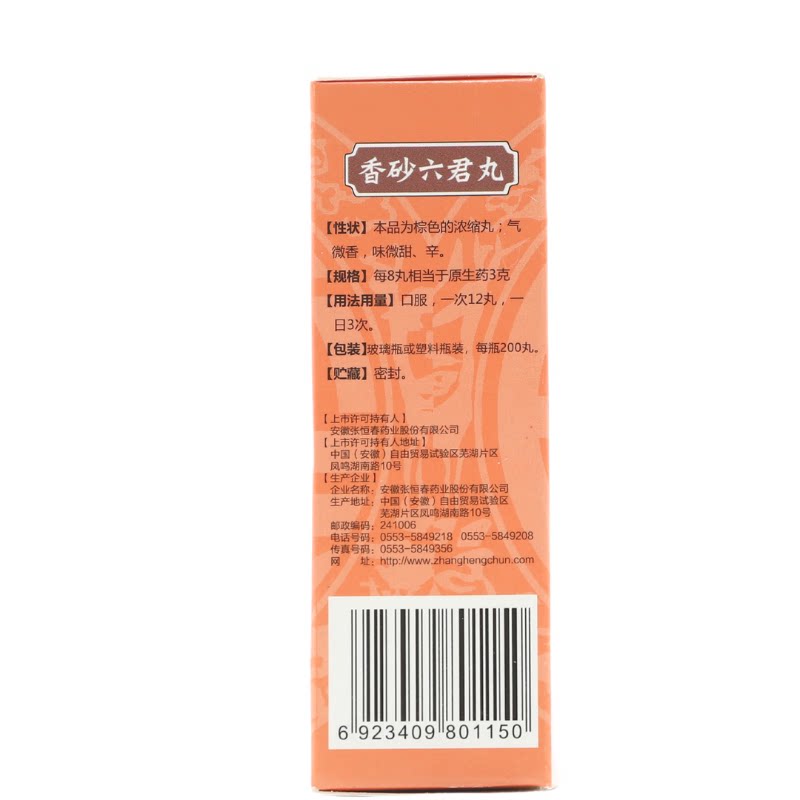 香砂六君丸
【性状】本品为棕色的浓缩丸；气
微香，味微甜、辛。
【规格】每8丸相当于原生药3克
【用法用量】口服，一次12丸，一
日3次。
【包装】玻璃瓶或塑料瓶装，每瓶200丸。
【贮藏】密封。
【上市许可持有人】
安徽张恒春药业股份有限公司
【上市许可持有人地址】
中国（安徽）自由贸易试验区芜湖片区
凤鸣湖南路10号
【生产企业】
企业名称：安徽张恒春药业股份有限公司
生产地址：中国（安徽）自由贸易试验区
芜湖片区凤鸣湖南路10号
邮政编码：241006
电话号码：0553-5849218 0553-5849208
传真号码：0553-5849356
网 址：http://www.zhanghengchun.com
6 923409 801150